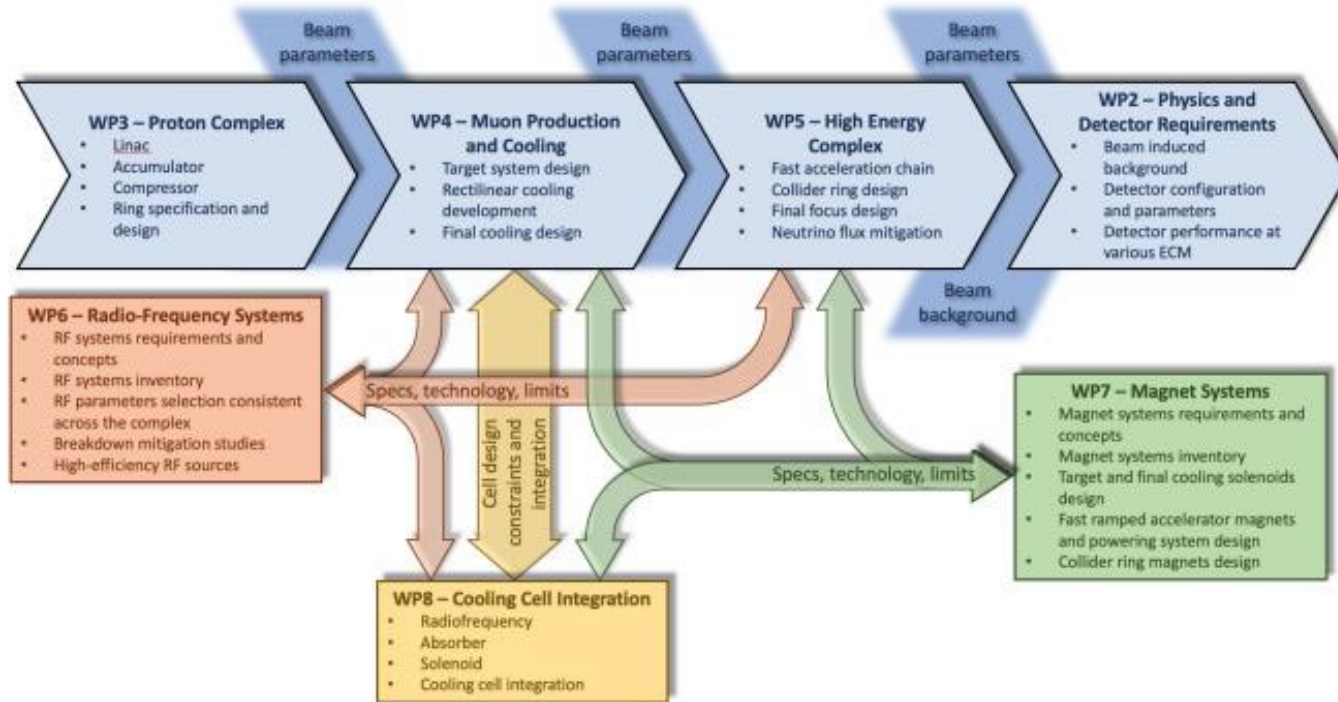 Beam
parameters
Beam
parameters
Beam
parameters
WP3 – Proton Complex
• Linac
• Accumulator
• Compressor
• Ring specification and
design
WP4 – Muon Production
and Cooling
• Target system design
• Rectilinear cooling
development
• Final cooling design
WP5 – High Energy
Complex
• Fast acceleration chain
• Collider ring design
• Final focus design
• Neutrino flux mitigation
WP2 – Physics and
Detector Requirements
• Beam induced
background
• Detector configuration
and parameters
• Detector performance at
various ECM
Beam
background
WP6 – Radio-Frequency Systems
• RF systems requirements and
concepts
• RF systems inventory
• RF parameters selection consistent
across the complex
• Breakdown mitigation studies
• High-efficiency RF sources
Specs, technology, limits
Cell design
constraints and
integration
Specs, technology, limits
WP7 – Magnet Systems
• Magnet systems requirements and
concepts
• Magnet systems inventory
• Target and final cooling solenoids
design
• Fast ramped accelerator magnets
and powering system design
• Collider ring magnets design
WP8 – Cooling Cell Integration
• Radiofrequency
• Absorber
• Solenoid
• Cooling cell integration